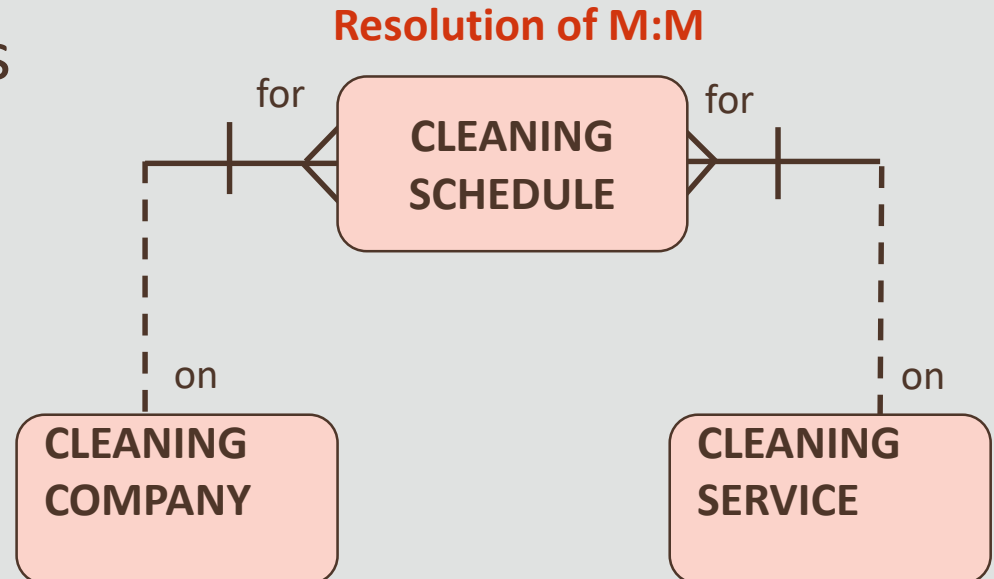 Resolution of M:M
s
for
for
CLEANING
SCHEDULE
on
on
CLEANING
COMPANY
CLEANING
SERVICE